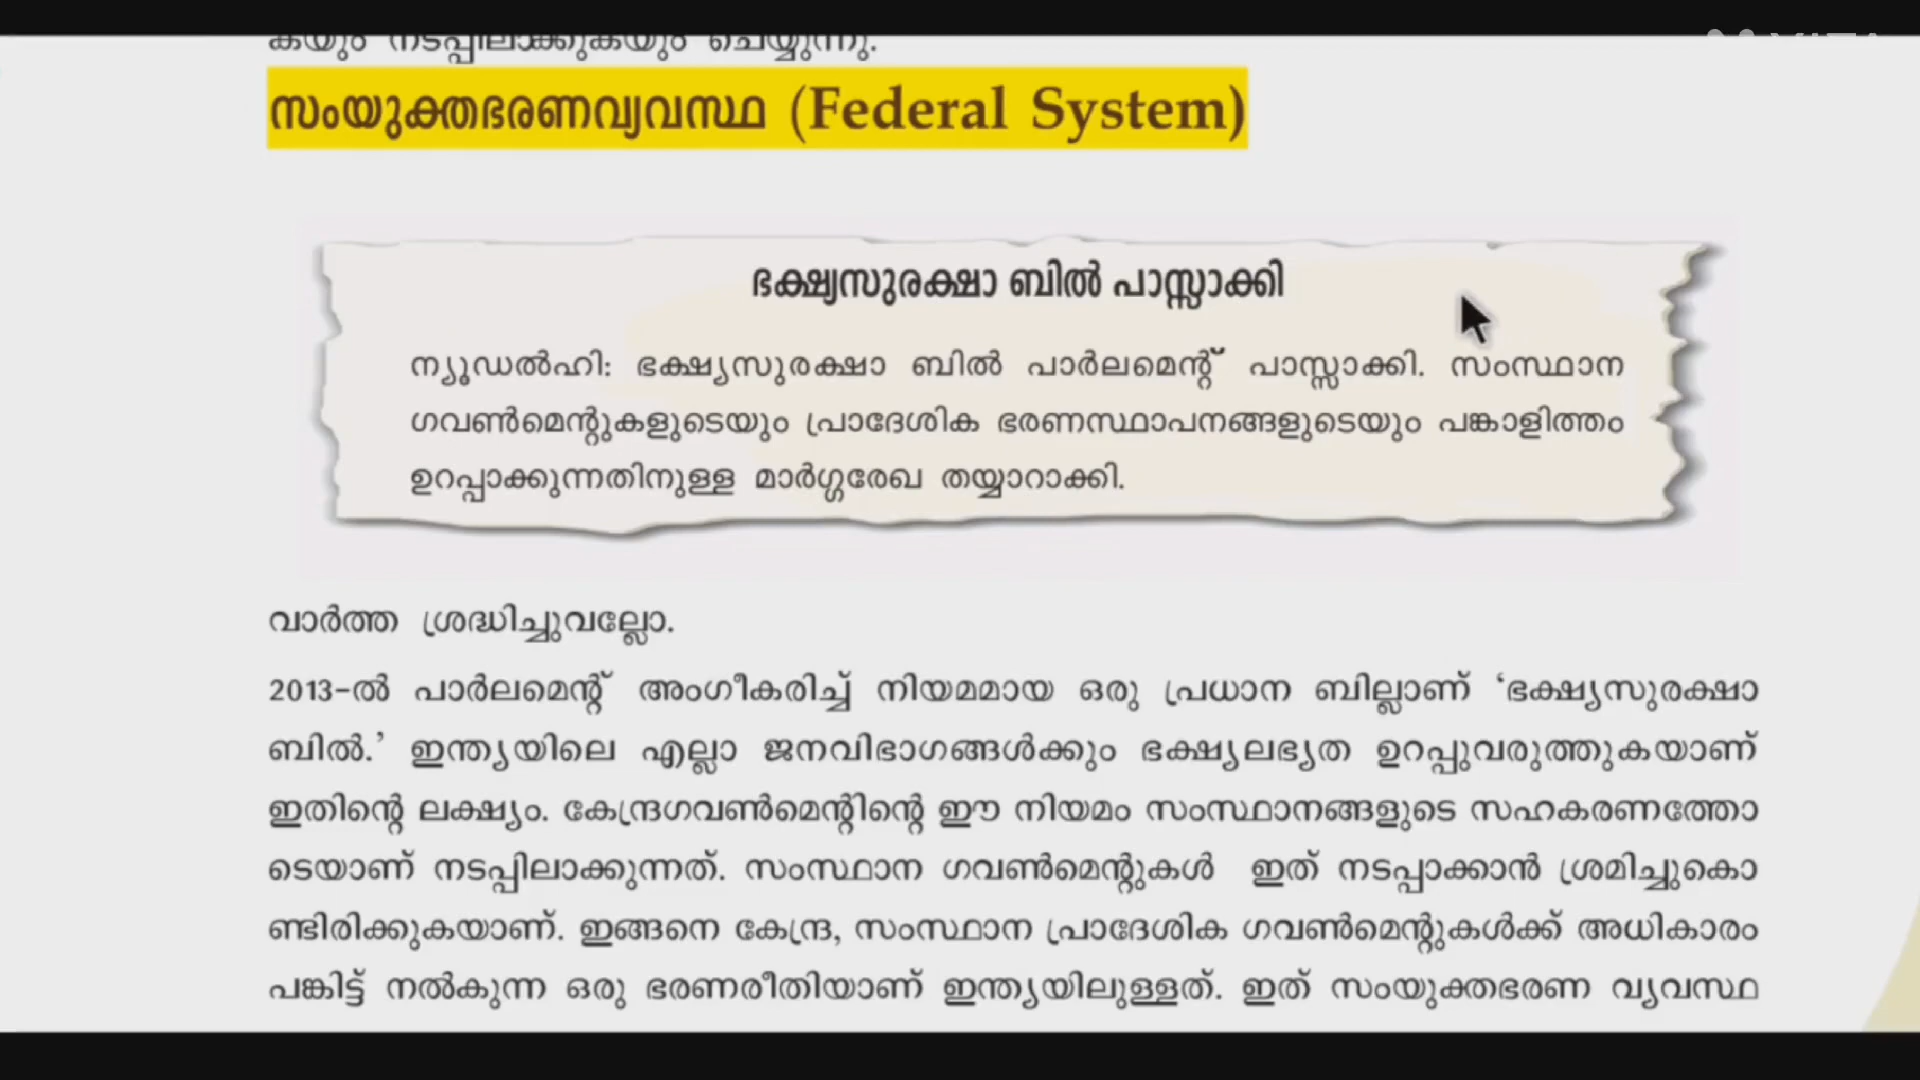 കയും നടപ്പിലാക്കുകയും ചെയ്യുന്നു.
സംയുക്തഭരണവ്യവസ്ഥ (Federal System)
ഭക്ഷ്യസുരക്ഷാ ബിൽ പാസ്സാക്കി
ന്യൂഡൽഹി: ഭക്ഷ്യസുരക്ഷാ ബിൽ പാർലമെന്റ് പാസ്സാക്കി. സംസ്ഥാന
ഗവൺമെന്റുകളുടെയും പ്രാദേശിക ഭരണസ്ഥാപനങ്ങളുടെയും പങ്കാളിത്തം
ഉറപ്പാക്കുന്നതിനുള്ള മാർഗ്ഗരേഖ തയ്യാറാക്കി.
വാർത്ത ശ്രദ്ധിച്ചുവല്ലോ.
2013-ൽ പാർലമെന്റ് അംഗീകരിച്ച് നിയമമായ ഒരു പ്രധാന ബില്ലാണ് ‘ഭക്ഷ്യസുരക്ഷാ
ബിൽ.’ ഇന്ത്യയിലെ എല്ലാ ജനവിഭാഗങ്ങൾക്കും ഭക്ഷ്യലഭ്യത ഉറപ്പുവരുത്തുകയാണ്
ഇതിന്റെ ലക്ഷ്യം. കേന്ദ്രഗവൺമെന്റിന്റെ ഈ നിയമം സംസ്ഥാനങ്ങളുടെ സഹകരണത്തോ
ടെയാണ് നടപ്പിലാക്കുന്നത്. സംസ്ഥാന ഗവൺമെന്റുകൾ ഇത് നടപ്പാക്കാൻ ശ്രമിച്ചുകൊ
ണ്ടിരിക്കുകയാണ്. ഇങ്ങനെ കേന്ദ്ര, സംസ്ഥാന പ്രാദേശിക ഗവൺമെന്റുകൾക്ക് അധികാരം
പങ്കിട്ട് നൽകുന്ന ഒരു ഭരണരീതിയാണ് ഇന്ത്യയിലുള്ളത്. ഇത് സംയുക്തഭരണ വ്യവസ്ഥ